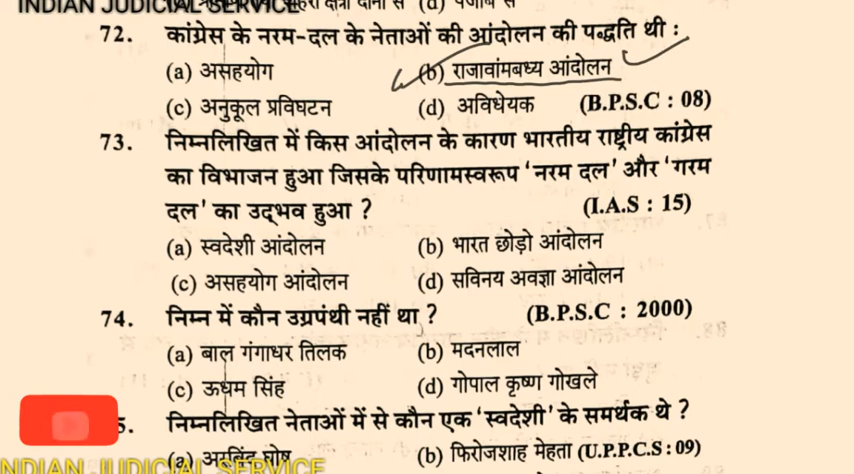 INDIAN JUDICIAL SERVICE
(d) पंजाब से
72. कांग्रेस के नरम-दल के नेताओं की आंदोलन की पद्धति थी :
(a) असहयोग (b) राजावांमबध्य आंदोलन
(c) अनुकूल प्रविघटन (d) अविधेयक (B.P.S.C : 08)
73. निम्नलिखित में किस आंदोलन के कारण भारतीय राष्ट्रीय कांग्रेस
का विभाजन हुआ जिसके परिणामस्वरूप 'नरम दल' और 'गरम
दल' का उद्भव हुआ ? (I.A.S : 15)
(a) स्वदेशी आंदोलन (b) भारत छोड़ो आंदोलन
(c) असहयोग आंदोलन (d) सविनय अवज्ञा आंदोलन
74. निम्न में कौन उग्रपंथी नहीं था ? (B.P.S.C : 2000)
(a) बाल गंगाधर तिलक (b) मदनलाल
(c) ऊधम सिंह (d) गोपाल कृष्ण गोखले
5. निम्नलिखित नेताओं में से कौन एक 'स्वदेशी' के समर्थक थे ?
(a) अरविंद घोष (b) फिरोजशाह मेहता (U.P.P.C.S : 09)
INDIAN JUDICIAL SERVICE